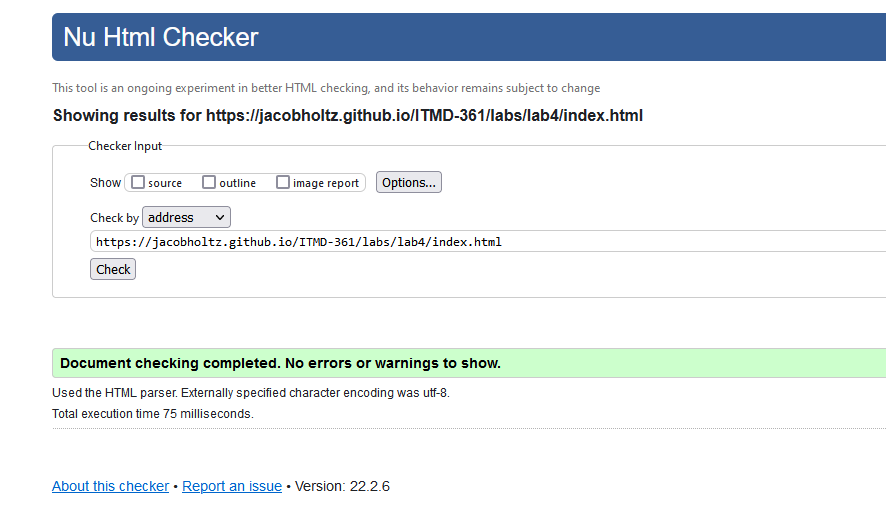 Nu Html Checker
This tool is an ongoing experiment in better HTML checking, and its behavior remains subject to change
Showing results for https://jacobholtz.github.io/ITMD-361/labs/lab4/index.html
Checker Input
Show source outline image report Options...
Check by address
https://jacobholtz.github.io/ITMD-361/labs/lab4/index.html
Check
Document checking completed. No errors or warnings to show.
Used the HTML parser. Externally specified character encoding was utf-8.
Total execution time 75 milliseconds.
About this checker • Report an issue • Version: 22.2.6